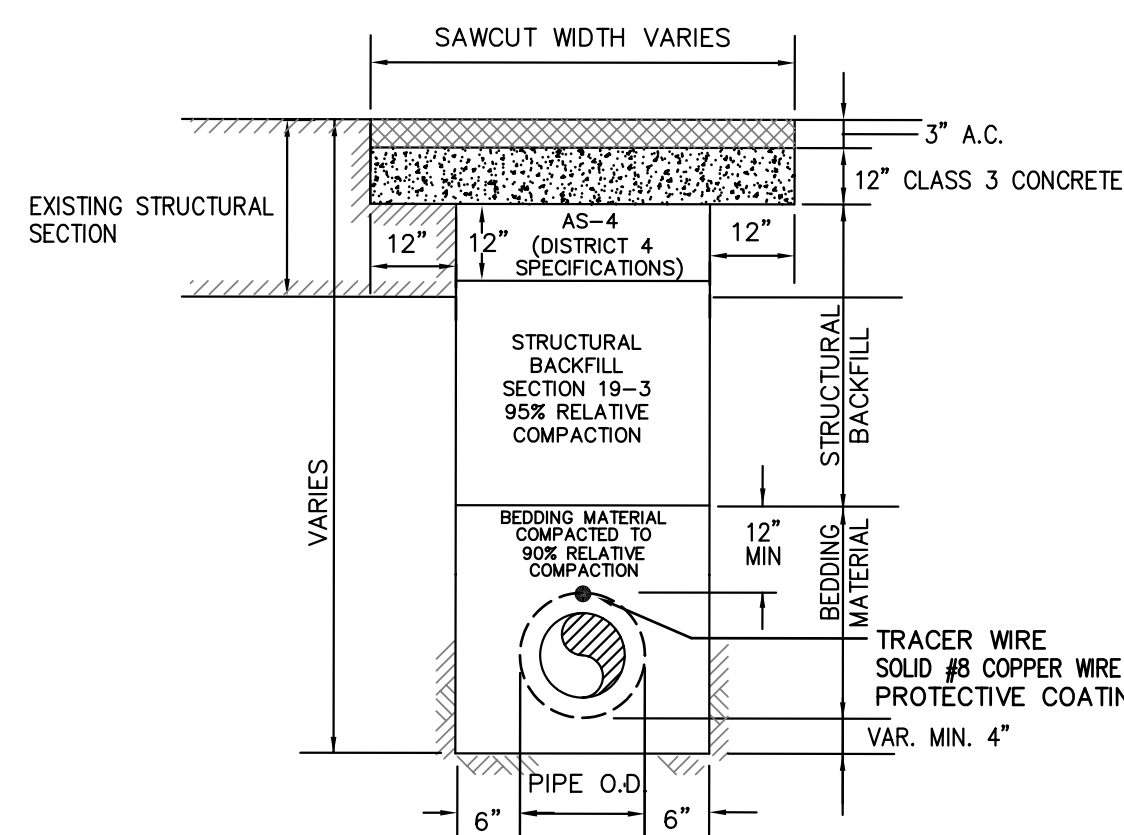 SAWCUT WIDTH VARIES
3" A.C.
12" CLASS 3 CONCRETE
EXISTING STRUCTURAL
SECTION
12"
12"
AS-4
(DISTRICT 4
SPECIFICATIONS)
12"
STRUCTURAL
BACKFILL
SECTION 19-3
95% RELATIVE
COMPACTION
STRUCTURAL
BACKFILL
VARIES
BEDDING MATERIAL
COMPACTED TO
90% RELATIVE
COMPACTION
12"
MIN
BEDDING
MATERIAL
TRACER WIRE
SOLID #8 COPPER WIRE
PROTECTIVE COATIN
VAR. MIN. 4"
PIPE O.D.
6"
6"